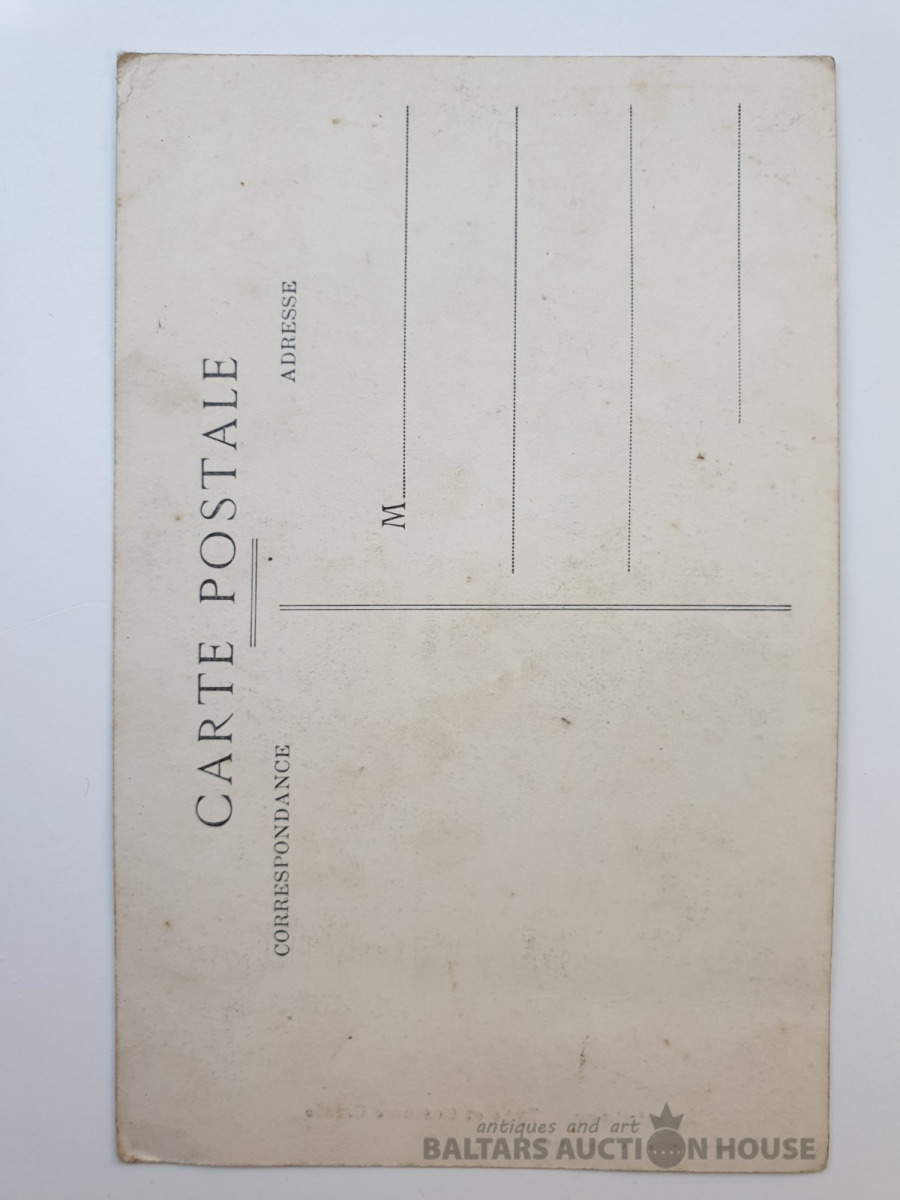 CARTE POSTALE
CORRESPONDANCE
ADRESSE
M
antiques and art
BALTARS AUCTION HOUSE